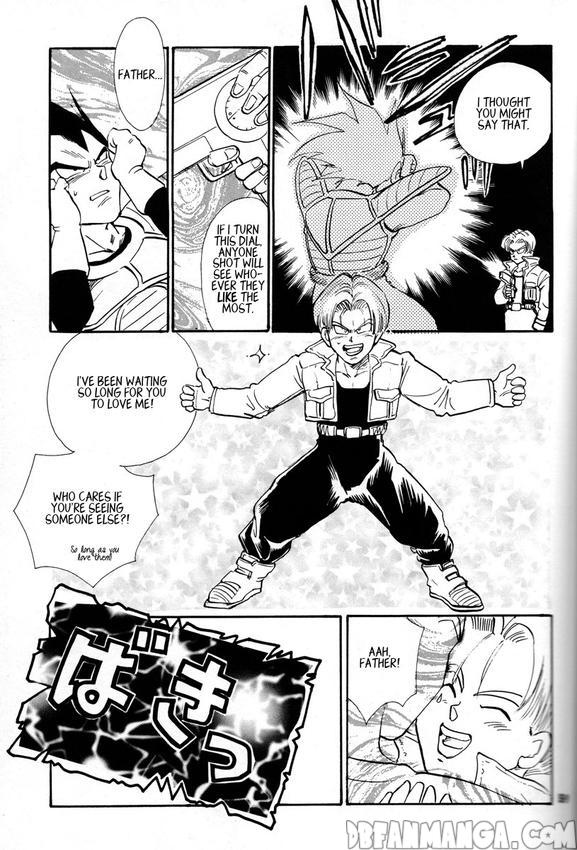 I THOUGHT
YOU MIGHT
SAY THAT.
IF I TURN
THIS DIAL,
ANYONE
SHOT WILL
SEE WHO-
EVER THEY
LIKE THE
MOST.
FATHER...
I'VE BEEN WAITING
SO LONG FOR YOU
TO LOVE ME!
WHO CARES IF
YOU'RE SEEING
SOMEONE ELSE?!
So long as you
love them!
AAH,
FATHER!
ばきっ
DBFANMANGA.COM